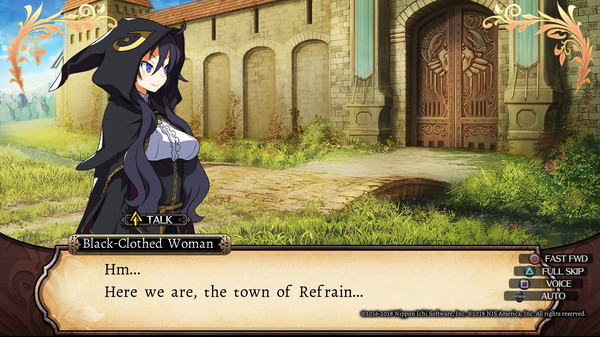 TALK
Black-Clothed Woman
Hm...
Here we are, the town of Refrain...
FAST FWD
FULL SKIP
VOICE
AUTO
©2016-2018 Nippon Ichi Software, Inc. ©2018 NIS America, Inc. All rights reserved.